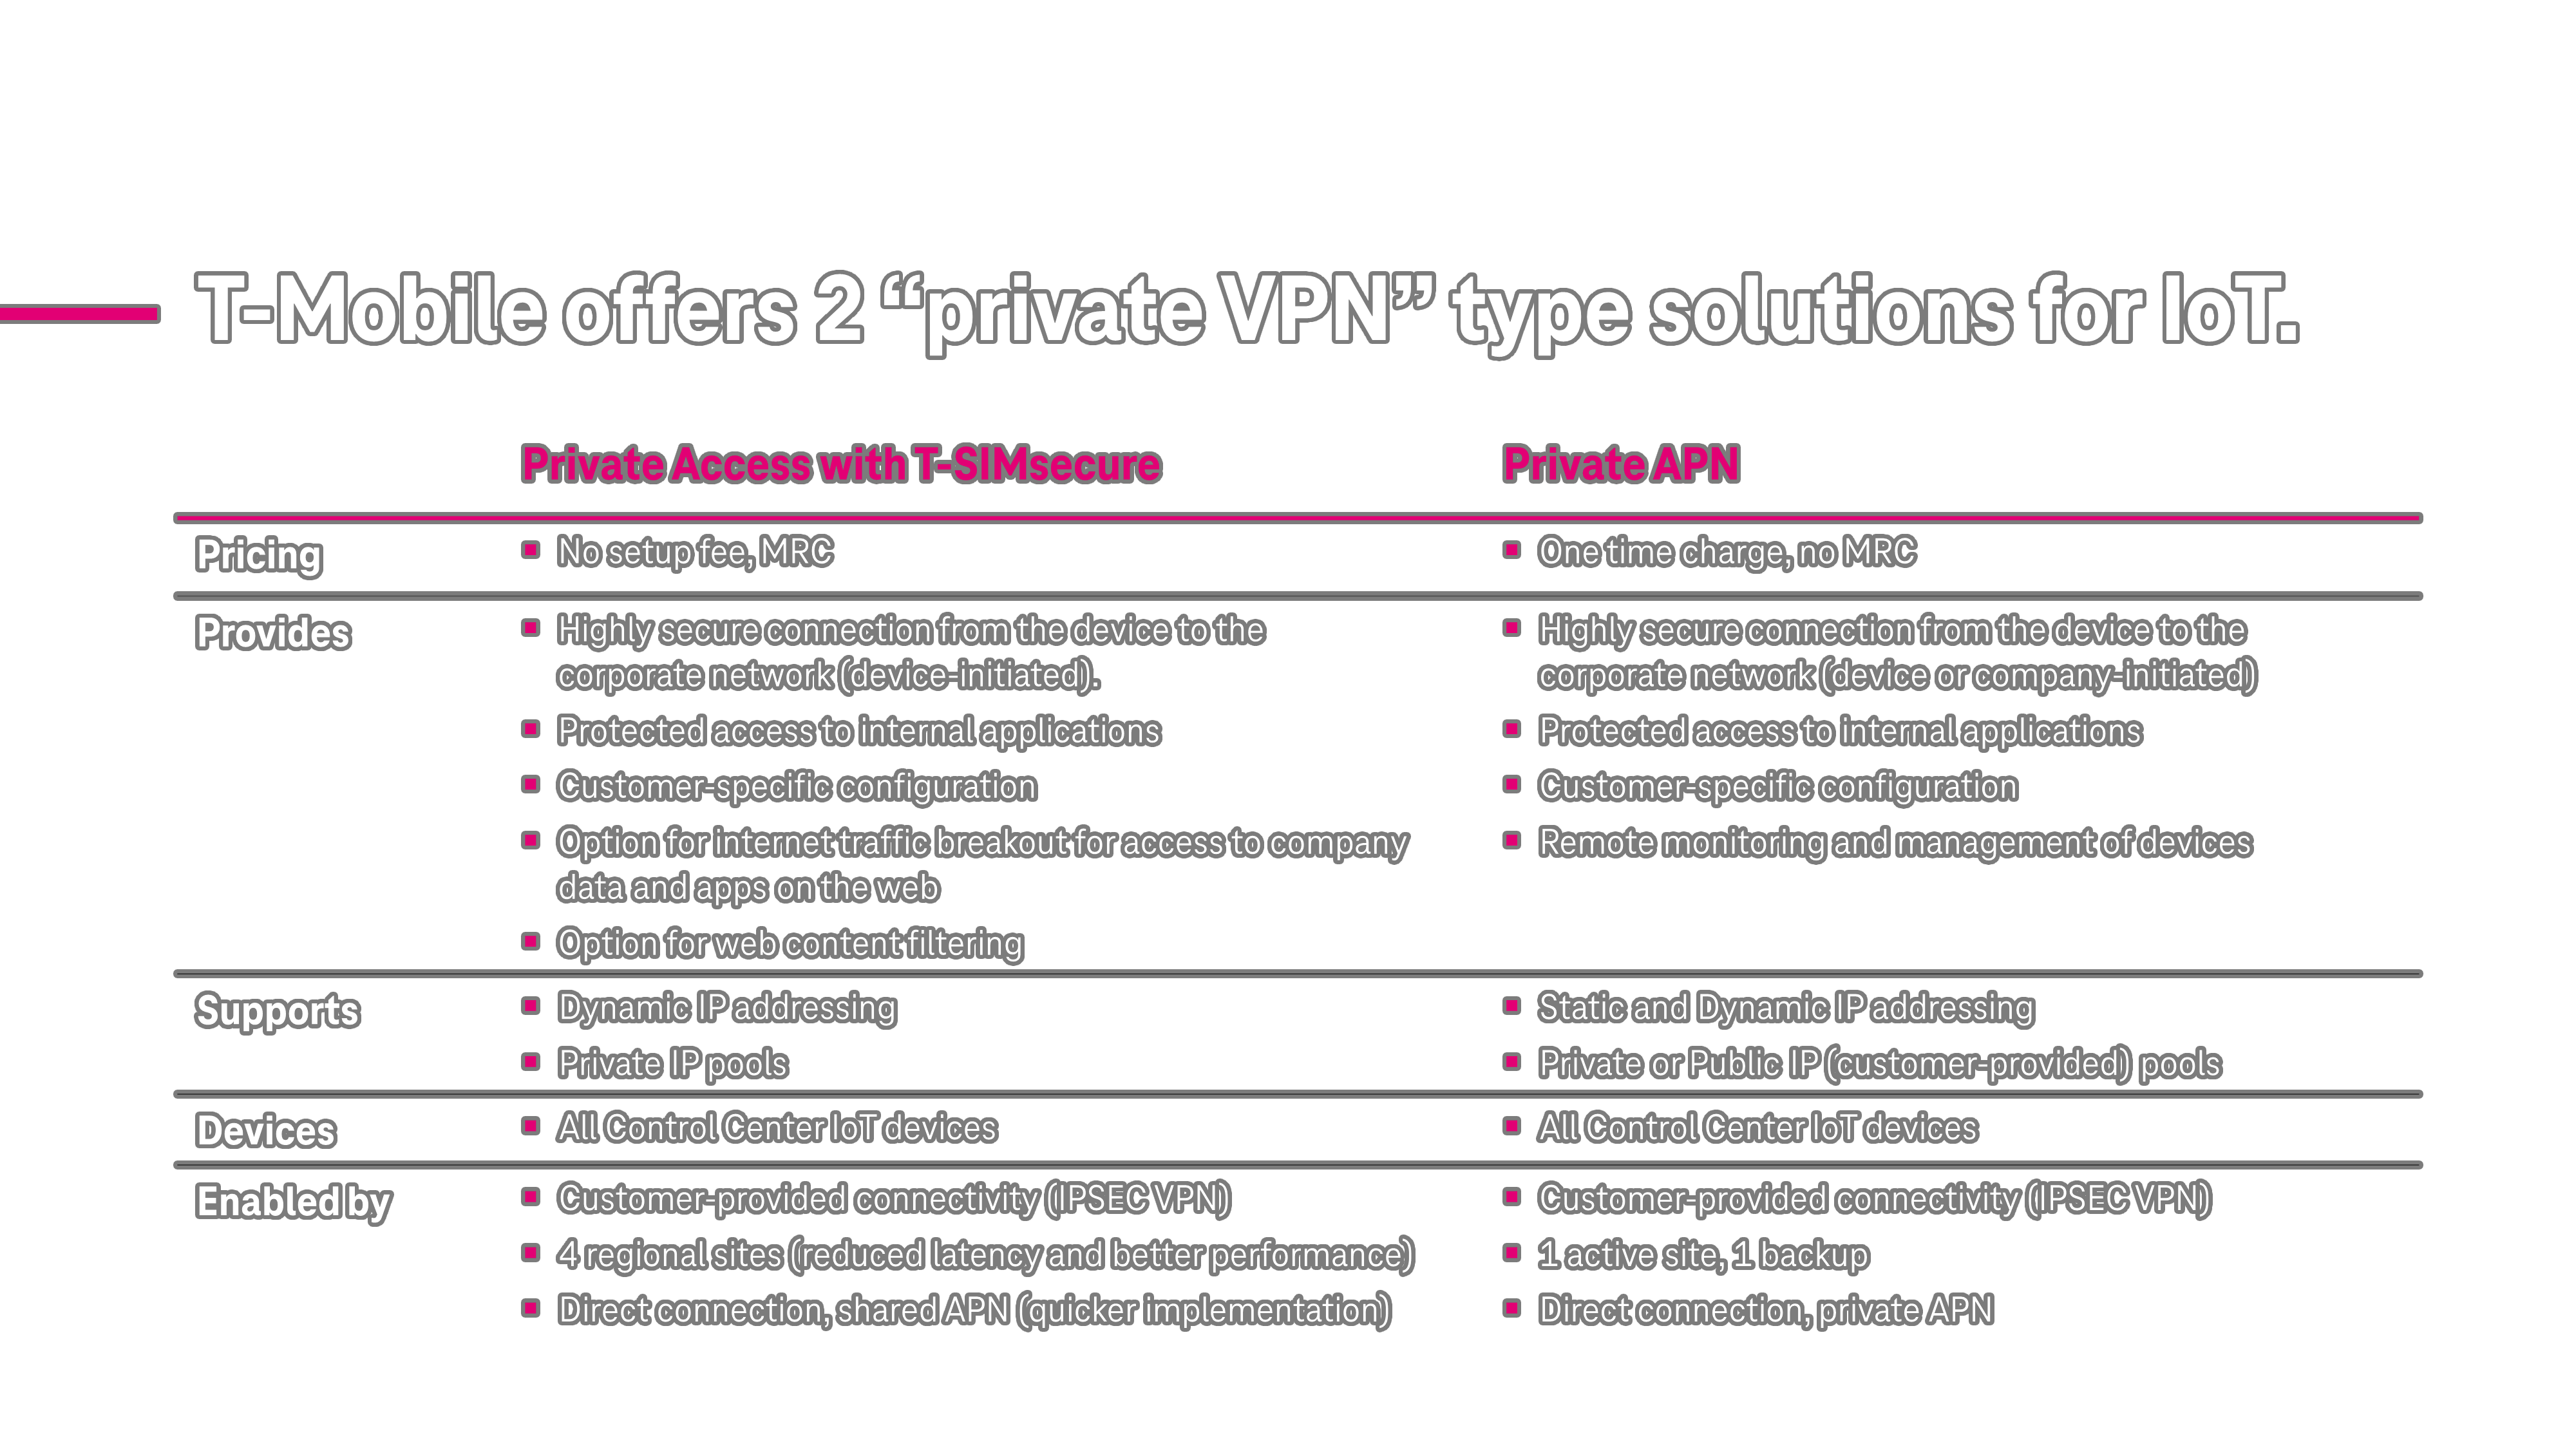 T-Mobile offers 2 “private VPN” type solutions for IoT.
Private Access with T-SIMsecure
Private APN
Pricing
No setup fee, MRC
One time charge, no MRC
Provides
Highly secure connection from the device to the
corporate network (device-initiated).
Protected access to internal applications
Customer-specific configuration
Option for internet traffic breakout for access to company
data and apps on the web
Option for web content filtering
Highly secure connection from the device to the
corporate network (device or company-initiated)
Protected access to internal applications
Customer-specific configuration
Remote monitoring and management of devices
Supports
Dynamic IP addressing
Private IP pools
Static and Dynamic IP addressing
Private or Public IP (customer-provided) pools
Devices
All Control Center IoT devices
All Control Center IoT devices
Enabled by
Customer-provided connectivity (IPSEC VPN)
4 regional sites (reduced latency and better performance)
Direct connection, shared APN (quicker implementation)
Customer-provided connectivity (IPSEC VPN)
1 active site, 1 backup
Direct connection, private APN